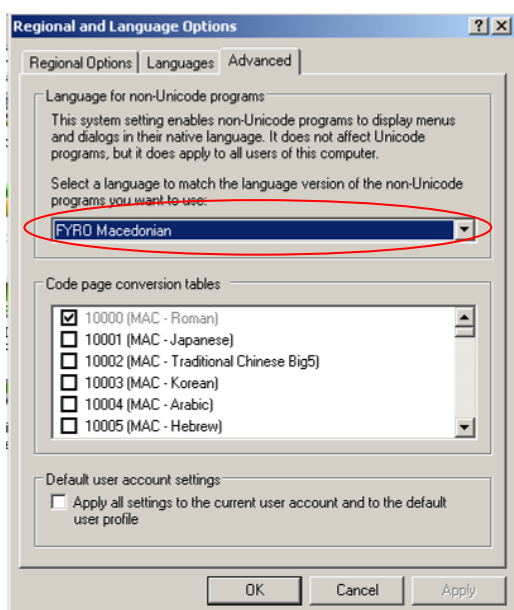 Regional and Language Options
Regional Options
Languages
Advanced
Language for non-Unicode programs
This system setting enables non-Unicode programs to display menus
and dialogs in their native language. It does not affect Unicode
programs, but it does apply to all users of this computer.
Select a language to match the language version of the non-Unicode
programs you want to use:
FYRO Macedonian
Code page conversion tables
10000 (MAC - Roman)
10001 (MAC - Japanese)
10002 (MAC - Traditional Chinese Big5)
10003 (MAC - Korean)
10004 (MAC - Arabic)
10005 (MAC - Hebrew)
Default user account settings
Apply all settings to the current user account and to the default
user profile
OK
Cancel
Apply